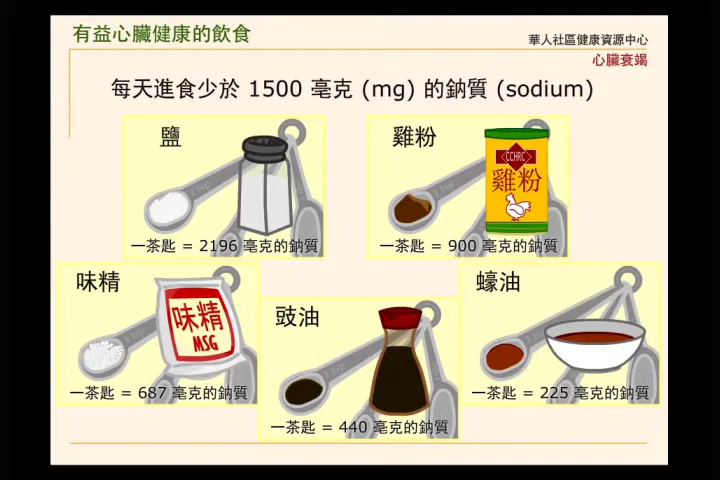 有益心臟健康的飲食
華人社區健康資源中心
心臟衰竭
每天進食少於 1500 毫克 (mg) 的鈉質 (sodium)
鹽
一茶匙 = 2196 毫克的鈉質
雞粉
CCHRC
雞粉
一茶匙 = 900 毫克的鈉質
味精
味精
MSG
一茶匙 = 687 毫克的鈉質
豉油
一茶匙 = 440 毫克的鈉質
蠔油
一茶匙 = 225 毫克的鈉質